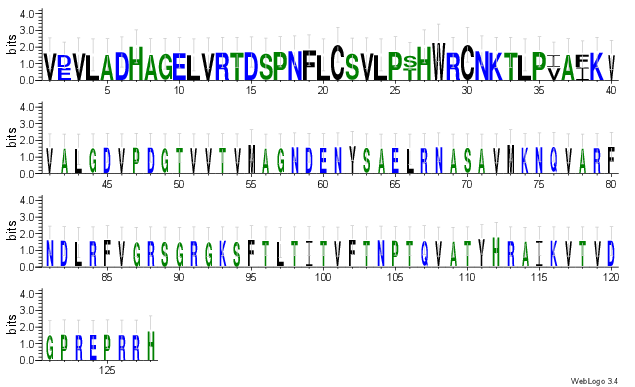 4.0
3.0
bits
2.0
1.0
0.0
VDVLADHAGELVRTDSPNFLCSVLPSHWRCNKTLPIAFKV
E T V I
5 10 15 20 25 30 35 40
4.0
3.0
bits
2.0
1.0
0.0
VALGDVPDGTVVTVMAGNDENYSAELRNASAVMKNQVARF
45 50 55 60 65 70 75 80
4.0
3.0
bits
2.0
1.0
0.0
NDLRFVGRSGRGKSFTLTITVFTNPTQVATYHRAIKVTVD
85 90 95 100 105 110 115 120
4.0
3.0
bits
2.0
1.0
0.0
GPREPRRH
125
WebLogo 3.4